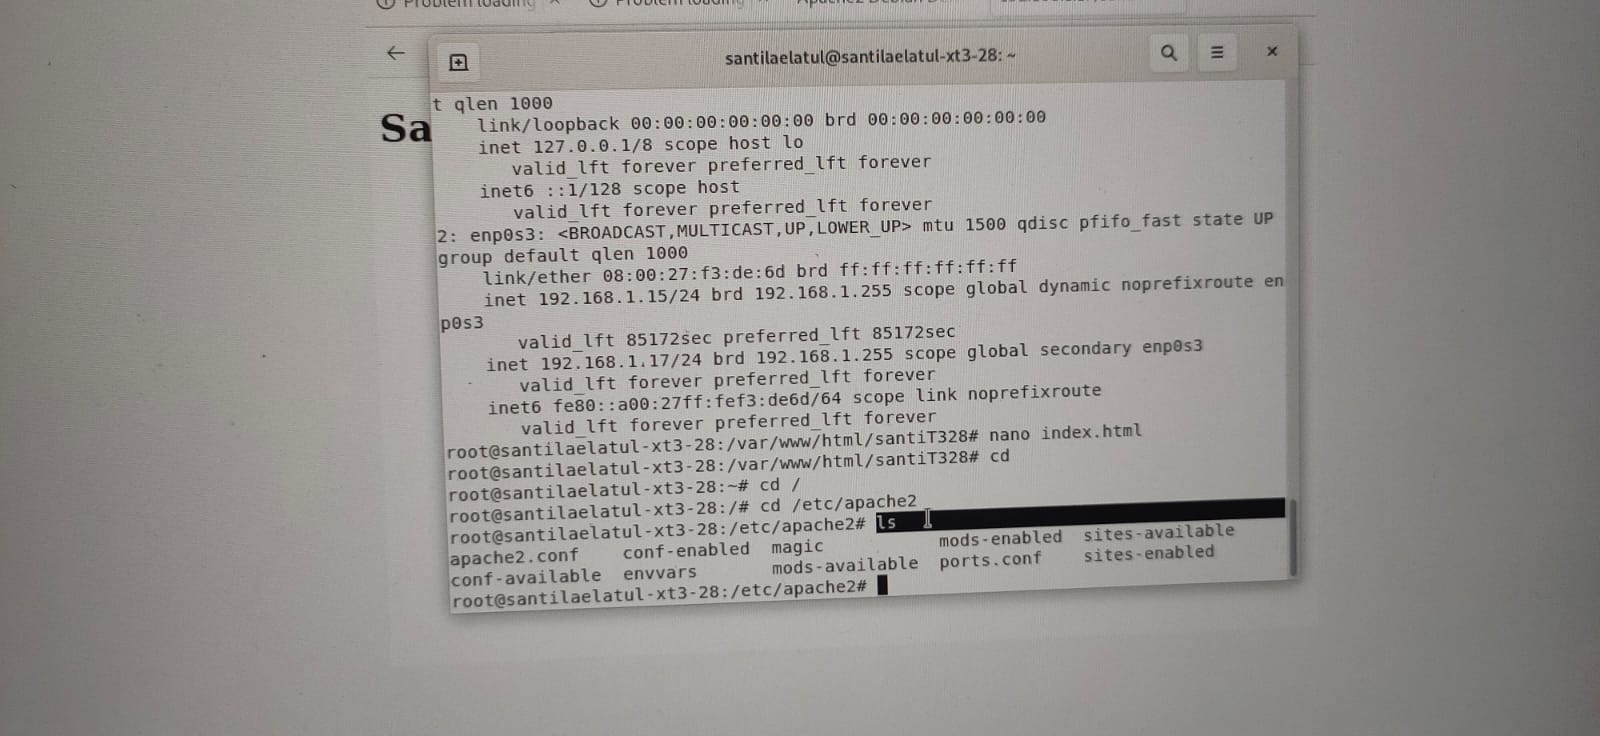 Problem loading
Problem loading
santilaelatul@santilaelatul-xt3-28: ~
Sa
t qlen 1000
link/loopback 00:00:00:00:00:00 brd 00:00:00:00:00:00
inet 127.0.0.1/8 scope host lo
valid_lft forever preferred_lft forever
inet6 ::1/128 scope host
valid_lft forever preferred_lft forever
2: enp0s3: <BROADCAST,MULTICAST,UP,LOWER_UP> mtu 1500 qdisc pfifo_fast state UP
group default qlen 1000
link/ether 08:00:27:f3:de:6d brd ff:ff:ff:ff:ff:ff
inet 192.168.1.15/24 brd 192.168.1.255 scope global dynamic noprefixroute en
p0s3
valid_lft 85172sec preferred_lft 85172sec
inet 192.168.1.17/24 brd 192.168.1.255 scope global secondary enp0s3
valid_lft forever preferred_lft forever
inet6 fe80::a00:27ff:fef3:de6d/64 scope link noprefixroute
valid_lft forever preferred_lft forever
root@santilaelatul-xt3-28:/var/www/html/santiT328# nano index.html
root@santilaelatul-xt3-28:/var/www/html/santiT328# cd
root@santilaelatul-xt3-28:~# cd /
root@santilaelatul-xt3-28:/# cd /etc/apache2
root@santilaelatul-xt3-28:/etc/apache2# ls
apache2.conf conf-enabled magic mods-enabled sites-available
conf-available envvars mods-available ports.conf sites-enabled
root@santilaelatul-xt3-28:/etc/apache2#